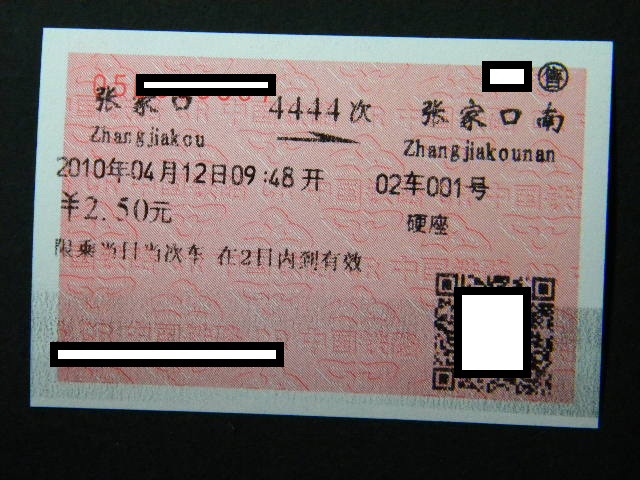 张家口 4444次 张家口南
Zhangjiakou Zhangjiakounan
2010年04月12日09:48开 02车001号
￥2.50元 硬座
限乘当日当次车 在2日内到有效
售